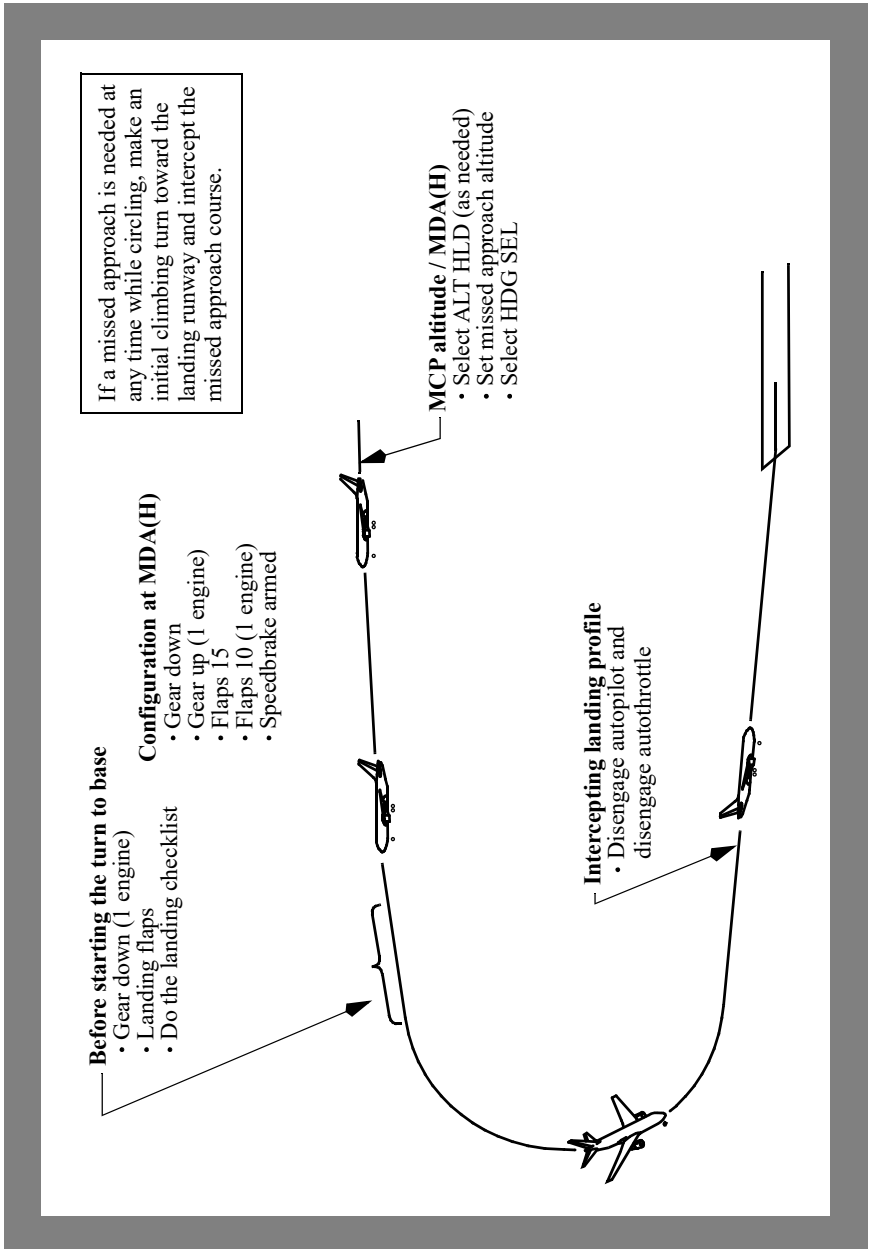 If a missed approach is needed at
any time while circling, make an
initial climbing turn toward the
landing runway and intercept the
missed approach course.
Before starting the turn to base
• Gear down (1 engine)
• Landing flaps
• Do the landing checklist
Configuration at MDA(H)
• Gear down
• Gear up (1 engine)
• Flaps 15
• Flaps 10 (1 engine)
• Speedbrake armed
MCP altitude / MDA(H)
• Select ALT HLD (as needed)
• Set missed approach altitude
• Select HDG SEL
Intercepting landing profile
• Disengage autopilot and
disengage autothrottle